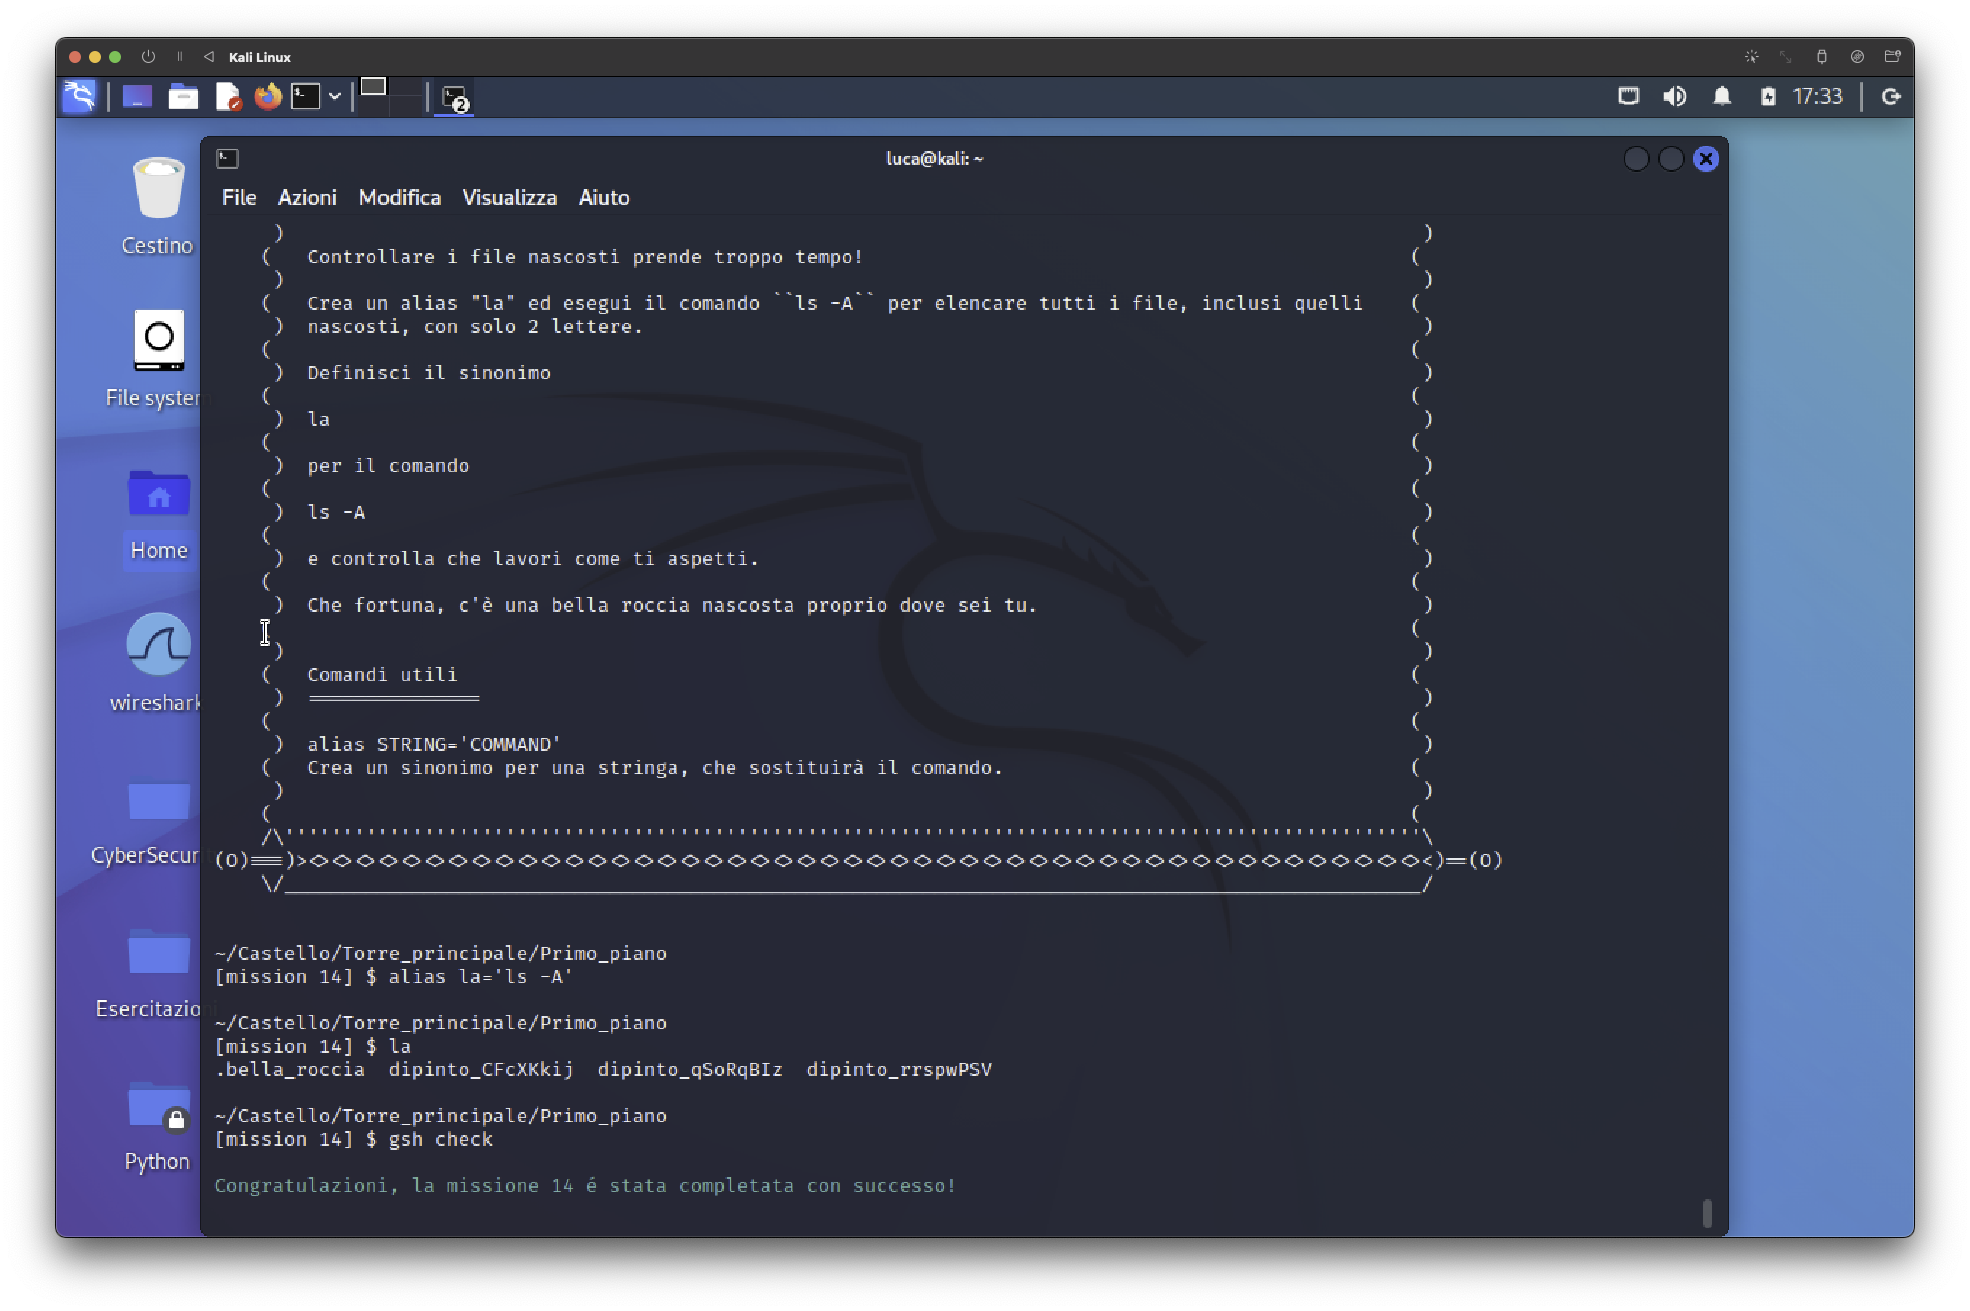 Kali Linux
17:33
2
luca@kali: ~
File Azioni Modifica Visualizza Aiuto
Cestino
File system
Home
wireshark
CyberSecuri
Esercitazio
Python
)                                                  )
( Controllare i file nascosti prende troppo tempo! (
) )
( Crea un alias "la" ed esegui il comando ``ls -A`` per elencare tutti i file, inclusi quelli (
) nascosti, con solo 2 lettere. )
( (
) Definisci il sinonimo )
( (
) la )
( (
) per il comando )
( (
) ls -A )
( (
) e controlla che lavori come ti aspetti. )
( (
) Che fortuna, c'è una bella roccia nascosta proprio dove sei tu. )
(
) )
( Comandi utili (
) =============== )
( (
) alias STRING='COMMAND' )
( Crea un sinonimo per una stringa, che sostituirà il comando. (
) )
( (
/\''''''''''''''''''''''''''''''''''''''''''''''''''''''''''''''''''''''''''''''''''''''''''''''''''\
(O)===)><><><><><><><><><><><><><><><><><><><><><><><><><><><><><><><><><><><><><><><><><><><><><><><><)==(O)
\/__________________________________________________________________________________________________/
~/Castello/Torre_principale/Primo_piano
[mission 14] $ alias la='ls -A'
~/Castello/Torre_principale/Primo_piano
[mission 14] $ la
.bella_roccia dipinto_CFcXKkij dipinto_qSoRqBIz dipinto_rrspwPSV
~/Castello/Torre_principale/Primo_piano
[mission 14] $ gsh check
Congratulazioni, la missione 14 é stata completata con successo!